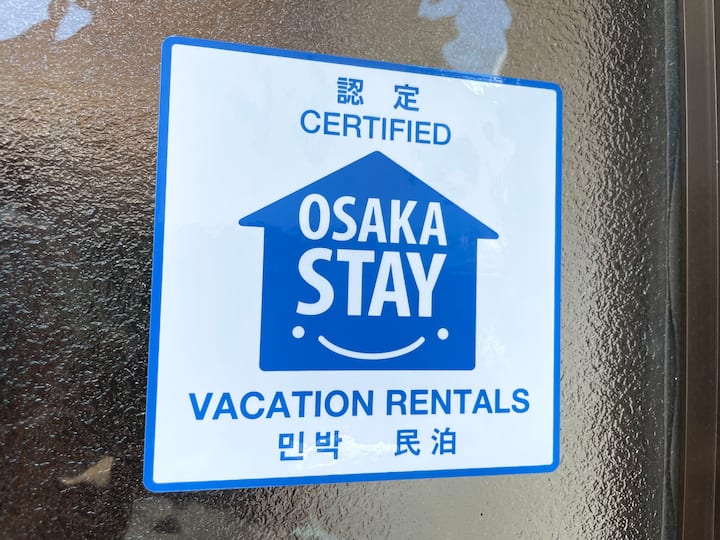 認定
CERTIFIED
OSAKA
STAY
VACATION RENTALS
민박 民泊